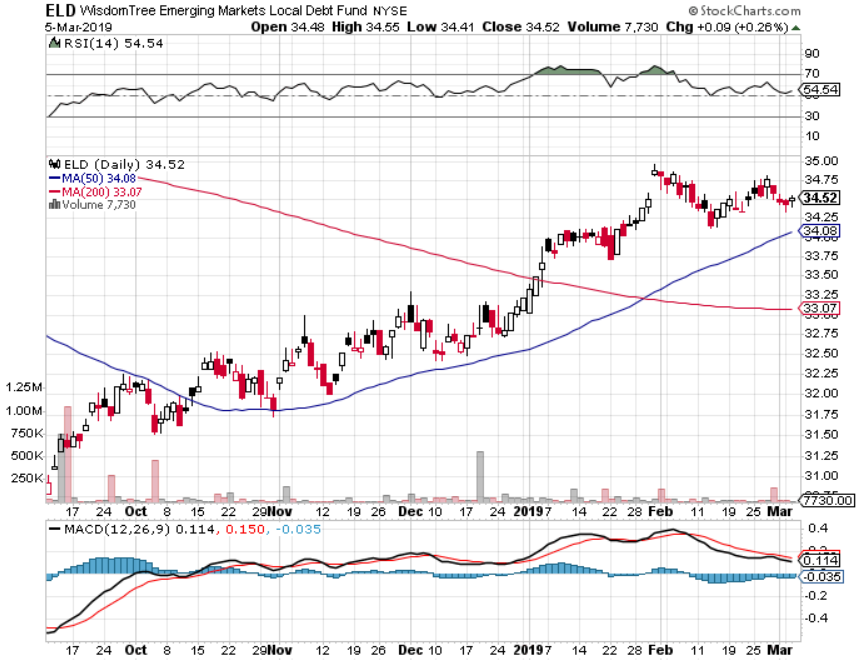 ELD WisdomTree Emerging Markets Local Debt Fund NYSE © StockCharts.com
5-Mar-2019 Open 34.48 High 34.55 Low 34.41 Close 34.52 Volume 7,730 Chg +0.09 (+0.26%)
RSI(14) 54.54
90
70
54.54
30
10
ELD (Daily) 34.52
MA(50) 34.08
MA(200) 33.07
Volume 7,730
35.00
34.75
34.52
34.25
34.08
33.75
33.50
33.25
33.07
32.75
32.50
32.25
32.00
31.75
31.50
31.25
31.00
1.25M
1.00M
750K
500K
250K
7730.00
17 24 Oct 8 15 22 29 Nov 12 19 26 Dec 10 17 24 2019 7 14 22 28 Feb 11 19 25 Mar
MACD(12,26,9) 0.114, 0.150, -0.035
0.4
0.114
-0.035
-0.2
-0.4
17 24 Oct 8 15 22 29 Nov 12 19 26 Dec 10 17 24 2019 7 14 22 28 Feb 11 19 25 Mar